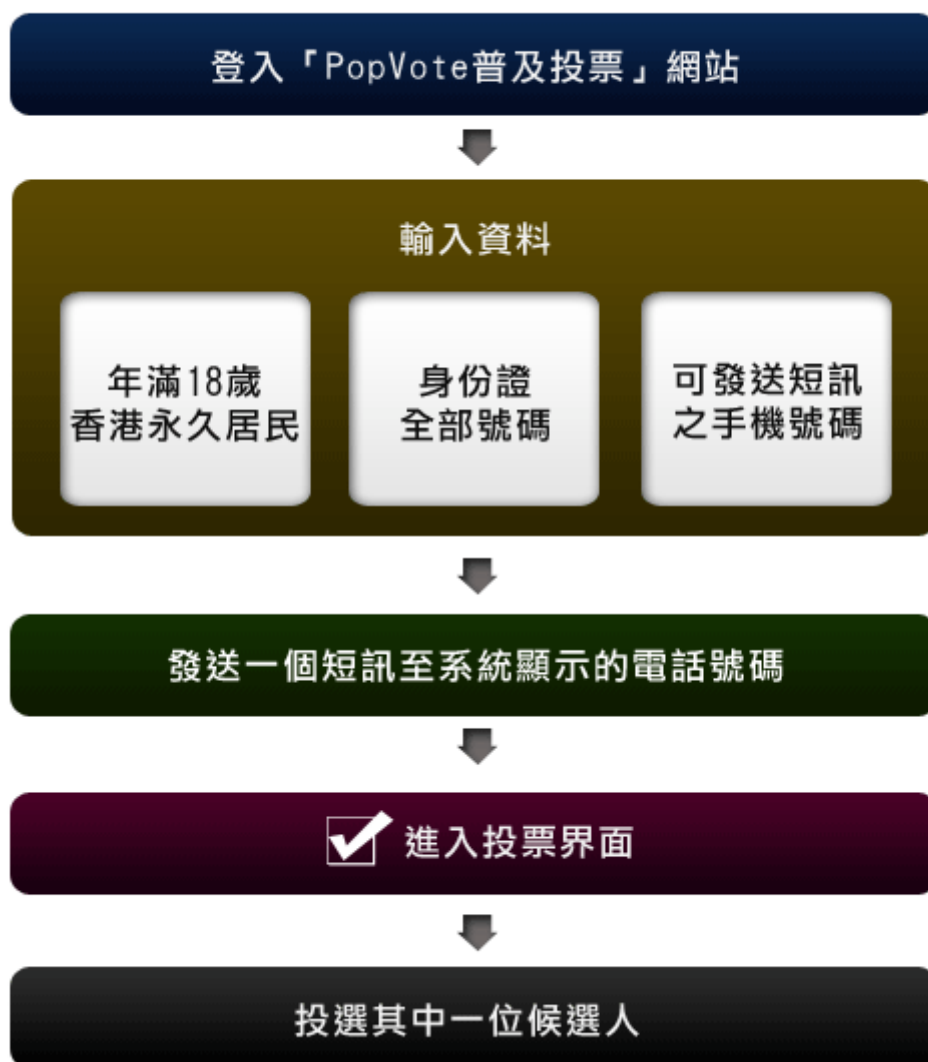 登入「PopVote普及投票」網站
輸入資料
年滿18歲
香港永久居民
身份證
全部號碼
可發送短訊
之手機號碼
發送一個短訊至系統顯示的電話號碼
進入投票界面
投選其中一位候選人